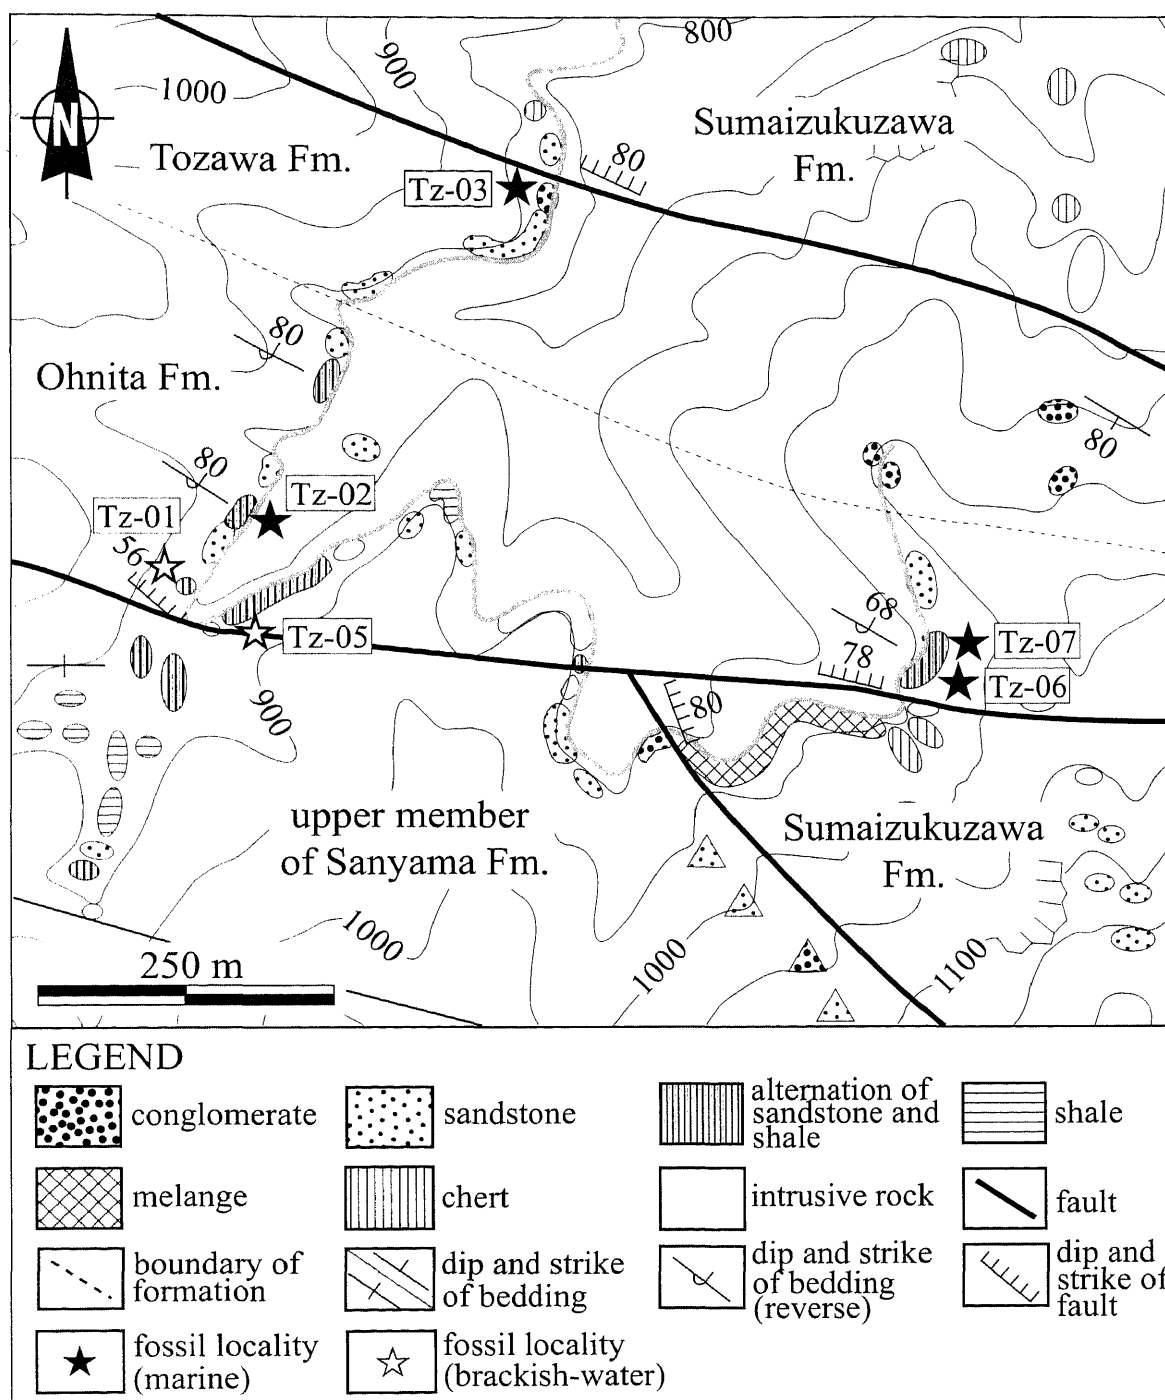 800
900
1000
N
Sumaizukuzawa
Fm.
Tozawa Fm.
80
Tz-03
80
Ohnita Fm.
80
80
Tz-02
Tz-01
56
68
Tz-05
78
Tz-07
Tz-06
900
80
upper member
of Sanyama Fm.
Sumaizukuzawa
Fm.
1000
1000
1100
250 m
LEGEND
conglomerate
sandstone
alternation of
sandstone and
shale
shale
melange
chert
intrusive rock
fault
boundary of
formation
dip and strike
of bedding
dip and strike
of bedding
(reverse)
dip and
strike of
fault
fossil locality
(marine)
fossil locality
(brackish-water)